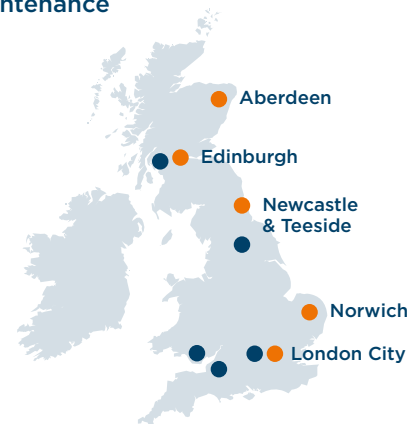 ntenance
Aberdeen
Edinburgh
Newcastle
& Teeside
Norwich
London City